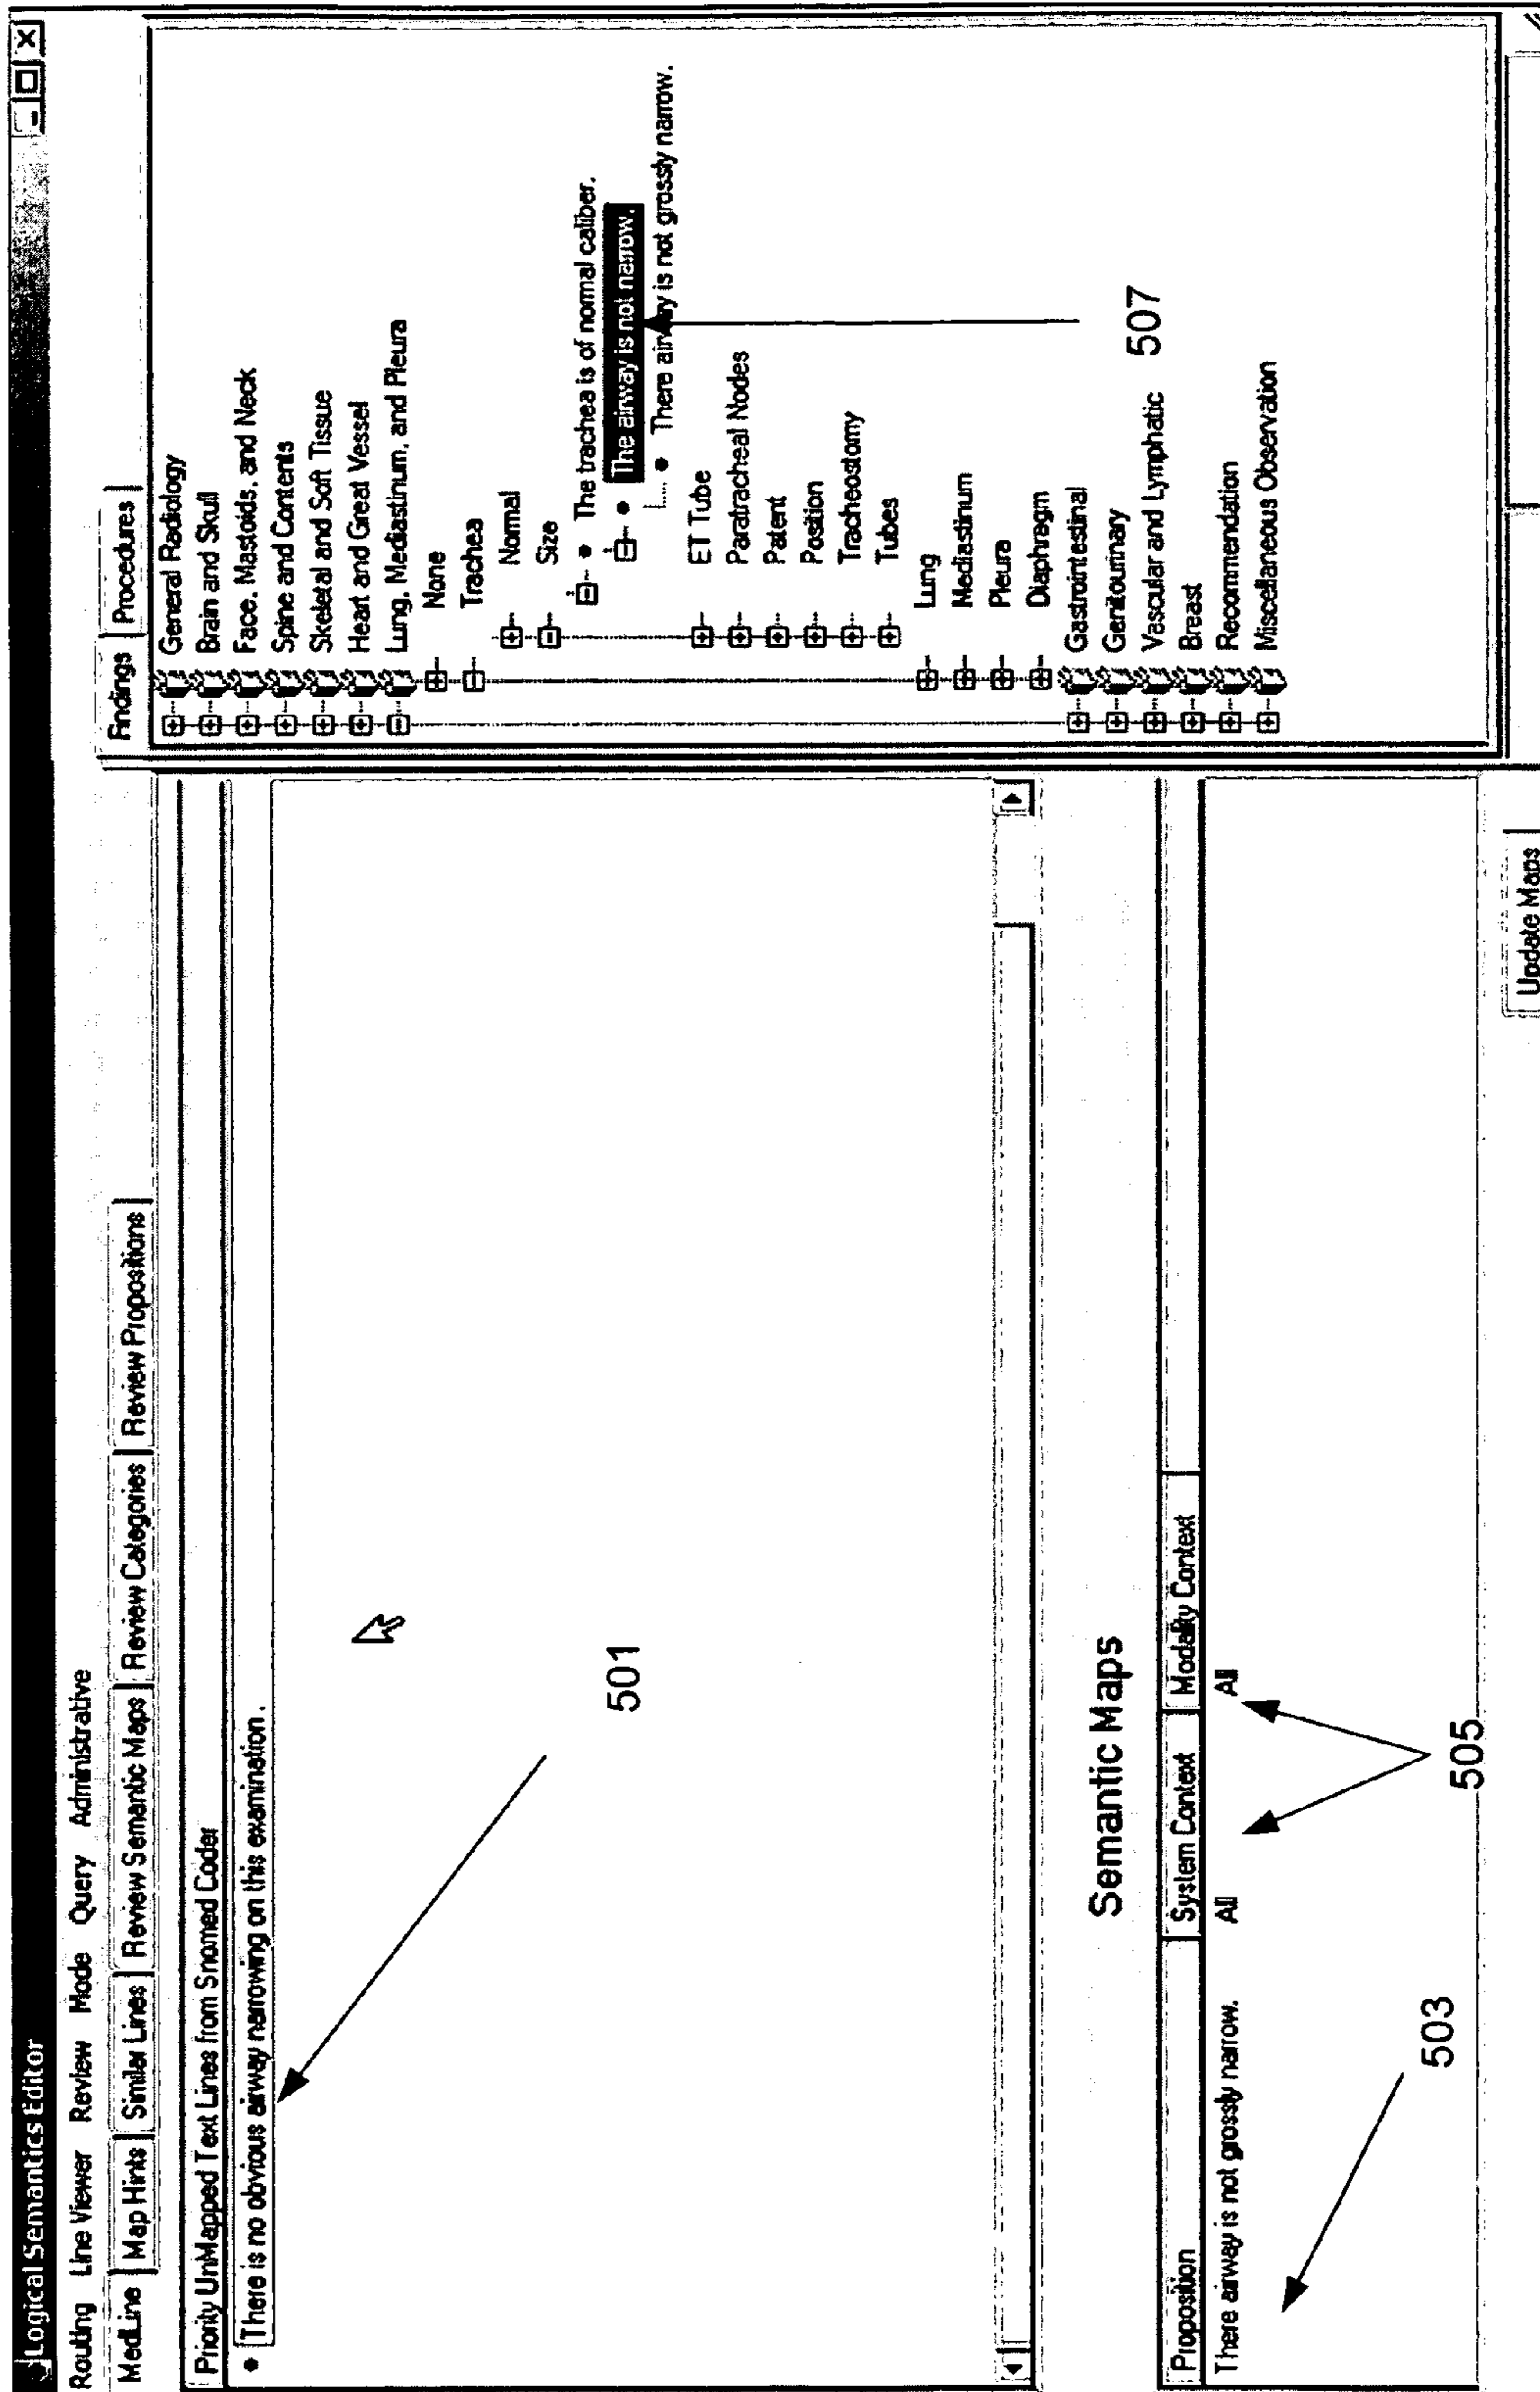 Logical Semantics Editor
Routing Line Viewer Review Mode Query Administrative
MedLine Map Hints Similar Lines Review Semantic Maps Review Categories Review Propositions
Priority UnMapped Text Lines from Snomed Coder
There is no obvious airway narrowing on this examination.
501
Semantic Maps
Proposition System Context Modality Context
There airway is not grossly narrow. All All
503
505
Update Maps
Findings Procedures
General Radiology
Brain and Skull
Face, Mastoids, and Neck
Spine and Contents
Skeletal and Soft Tissue
Heart and Great Vessel
Lung, Mediastinum, and Pleura
None
Trachea
Normal
Size
The trachea is of normal caliber.
The airway is not narrow.
There airway is not grossly narrow.
ET Tube
Paratracheal Nodes
Patent
Position
Tracheostomy
Tubes
Lung
Mediastinum
Pleura
Diaphragm
Gastrointestinal
Genitourinary
Vascular and Lymphatic
Breast
Recommendation
Miscellaneous Observation
507